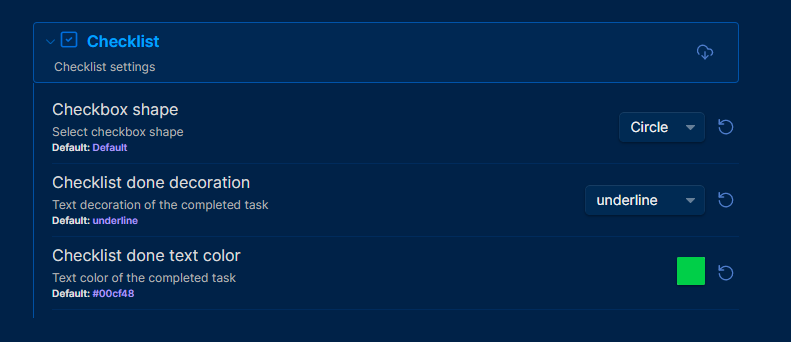 Checklist
Checklist settings
Checkbox shape
Select checkbox shape
Default: Default
Circle
Checklist done decoration
Text decoration of the completed task
Default: underline
underline
Checklist done text color
Text color of the completed task
Default: #00cf48